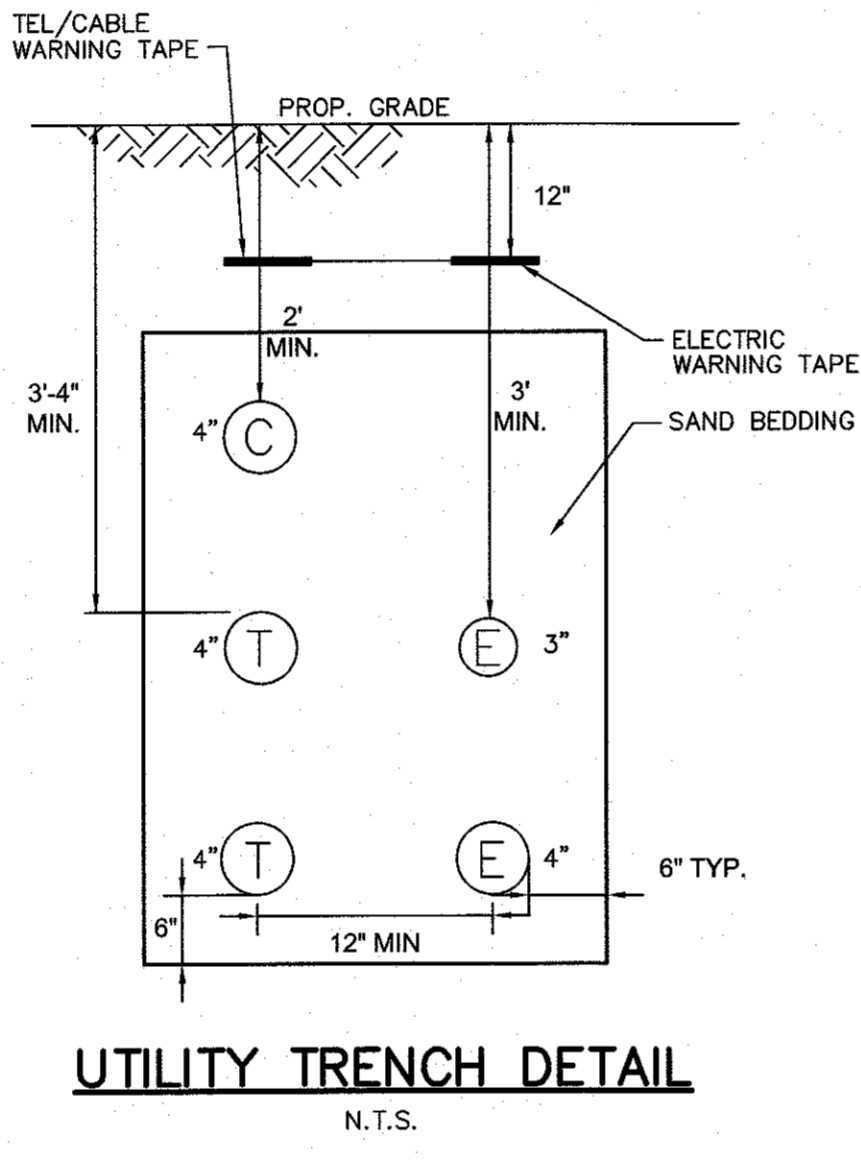 TEL/CABLE
WARNING TAPE
PROP. GRADE
12"
2'
MIN.
ELECTRIC
WARNING TAPE
3'-4"
MIN.
3'
MIN.
SAND BEDDING
4" C
4" T
E 3"
4" T
E 4"
6" TYP.
6"
12" MIN
UTILITY TRENCH DETAIL
N.T.S.